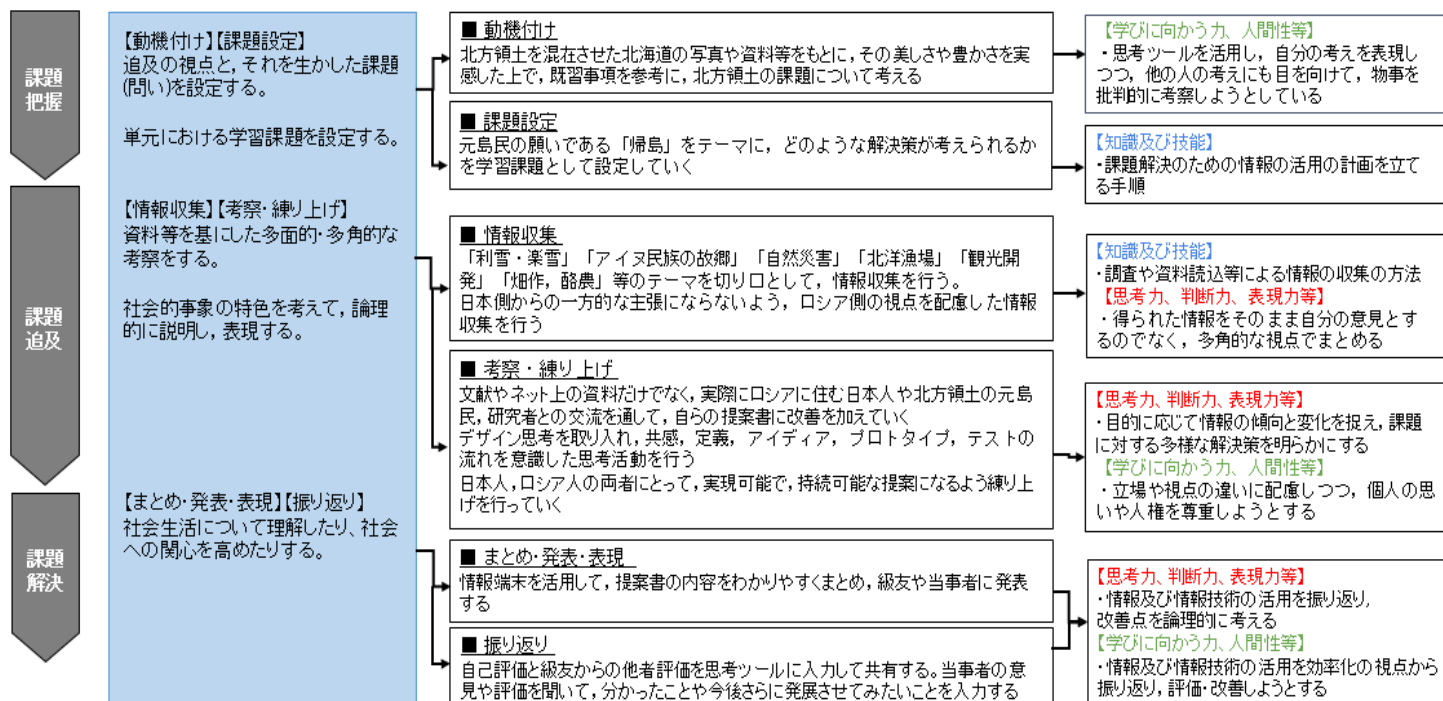 課題
把握
【動機付け】【課題設定】
追及の視点と，それを生かした課題
(問い)を設定する。
単元における学習課題を設定する。
■ 動機付け
北方領土を混在させた北海道の写真や資料等をもとに，その美しさや豊かさを実
感した上で，既習事項を参考に，北方領土の課題について考える
■ 課題設定
元島民の願いである「帰島」をテーマに，どのような解決策が考えられるか
を学習課題として設定していく
【学びに向かう力、人間性等】
・思考ツールを活用し，自分の考えを表現し
つつ，他の人の考えにも目を向けて，物事を
批判的に考察しようとしている
【知識及び技能】
・課題解決のための情報の活用の計画を立て
る手順
課題
追及
【情報収集】【考察・練り上げ】
資料等を基にした多面的・多角的な
考察をする。
社会的事象の特色を考えて，論理
的に説明し，表現する。
■ 情報収集
「利雪・楽雪」「アイヌ民族の故郷」「自然災害」「北洋漁場」「観光開
発」「畑作，酪農」等のテーマを切り口として，情報収集を行う。
日本側からの一方的な主張にならないよう，ロシア側の視点を配慮した情報
収集を行う
■ 考察・練り上げ
文献やネット上の資料だけでなく，実際にロシアに住む日本人や北方領土の元島
民，研究者との交流を通して，自らの提案書に改善を加えていく
デザイン思考を取り入れ，共感，定義，アイディア，プロトタイプ，テストの
流れを意識した思考活動を行う
日本人，ロシア人の両者にとって，実現可能で，持続可能な提案になるよう練り上
げを行っていく
【知識及び技能】
・調査や資料読込等による情報の収集の方法
【思考力、判断力、表現力等】
・得られた情報をそのまま自分の意見とす
るのでなく，多角的な視点でまとめる
【思考力、判断力、表現力等】
・目的に応じて情報の傾向と変化を捉え，課題
に対する多様な解決策を明らかにする
【学びに向かう力、人間性等】
・立場や視点の違いに配慮しつつ，個人の思
いや人権を尊重しようとする
課題
解決
【まとめ・発表・表現】【振り返り】
社会生活について理解したり、社会
への関心を高めたりする。
■ まとめ・発表・表現
情報端末を活用して，提案書の内容をわかりやすくまとめ，級友や当事者に発表
する
■ 振り返り
自己評価と級友からの他者評価を思考ツールに入力して共有する。当事者の意
見や評価を聞いて，分かったことや今後さらに発展させてみたいことを入力する
【思考力、判断力、表現力等】
・情報及び情報技術の活用を振り返り，
改善点を論理的に考える
【学びに向かう力、人間性等】
・情報及び情報技術の活用を効率化の視点から
振り返り，評価・改善しようとする